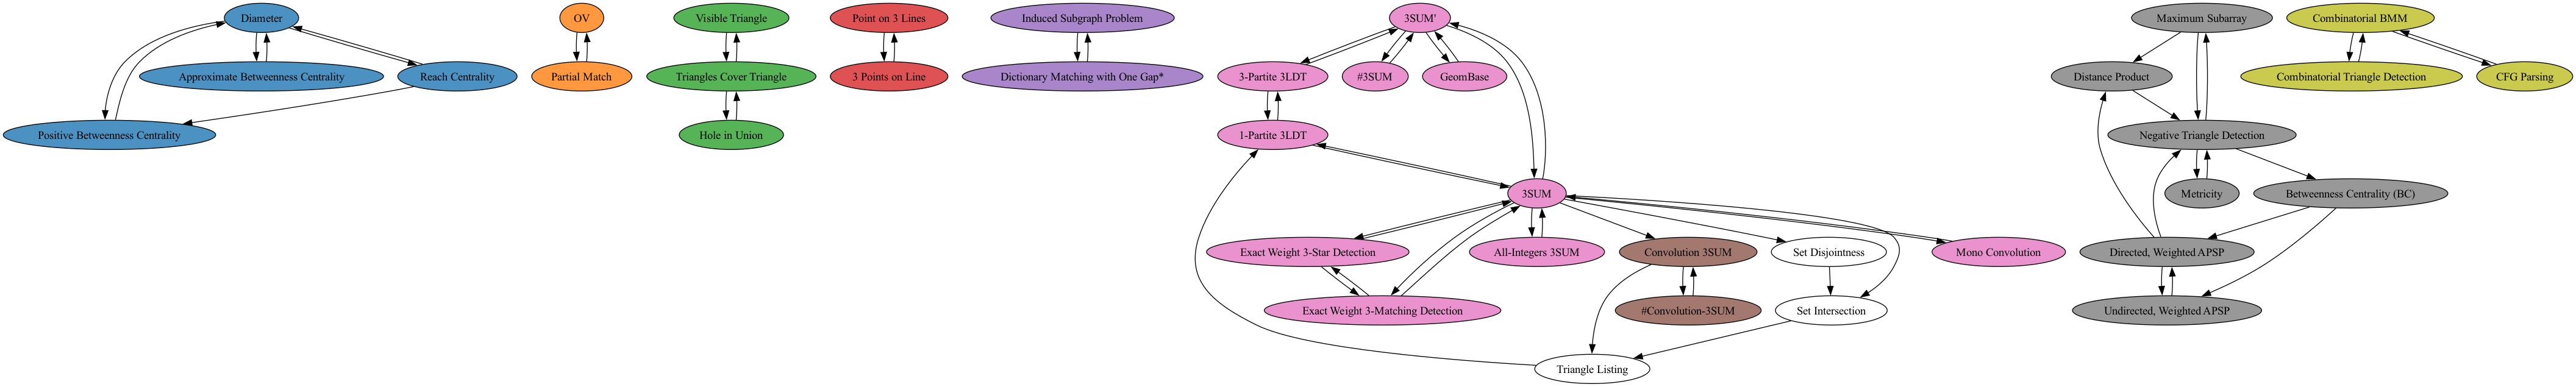 Diameter
OV
Visible Triangle
Point on 3 Lines
Induced Subgraph Problem
3SUM'
Maximum Subarray
Combinatorial BMM
Approximate Betweenness Centrality
Reach Centrality
Partial Match
Triangles Cover Triangle
3 Points on Line
Dictionary Matching with One Gap*
3-Partite 3LDT
#3SUM
GeomBase
Distance Product
Combinatorial Triangle Detection
CFG Parsing
Positive Betweenness Centrality
Hole in Union
1-Partite 3LDT
Negative Triangle Detection
3SUM
Metricity
Betweenness Centrality (BC)
Exact Weight 3-Star Detection
All-Integers 3SUM
Convolution 3SUM
Set Disjointness
Mono Convolution
Directed, Weighted APSP
Exact Weight 3-Matching Detection
#Convolution-3SUM
Set Intersection
Undirected, Weighted APSP
Triangle Listing